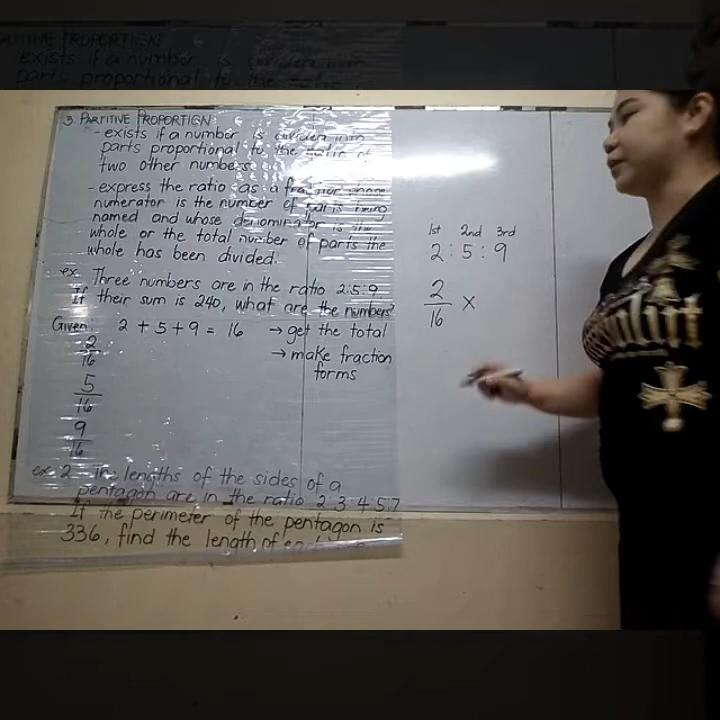 3. PARTITIVE PROPORTION
- exists if a number is divided into
parts proportional to the ratio of
two other numbers.
- express the ratio as a fraction whose
numerator is the number of parts being
named and whose denominator is the
whole or the total number of parts the
whole has been divided.
ex. Three numbers are in the ratio 2:5:9.
If their sum is 240, what are the numbers?
Given: 2 + 5 + 9 = 16 → get the total
2/16 → make fraction
forms
5/16
9/16
ex 2. The lengths of the sides of a
pentagon are in the ratio 2:3:4:5:7
If the perimeter of the pentagon is
336, find the length of each
1st 2nd 3rd
2 : 5 : 9
2/16 ×